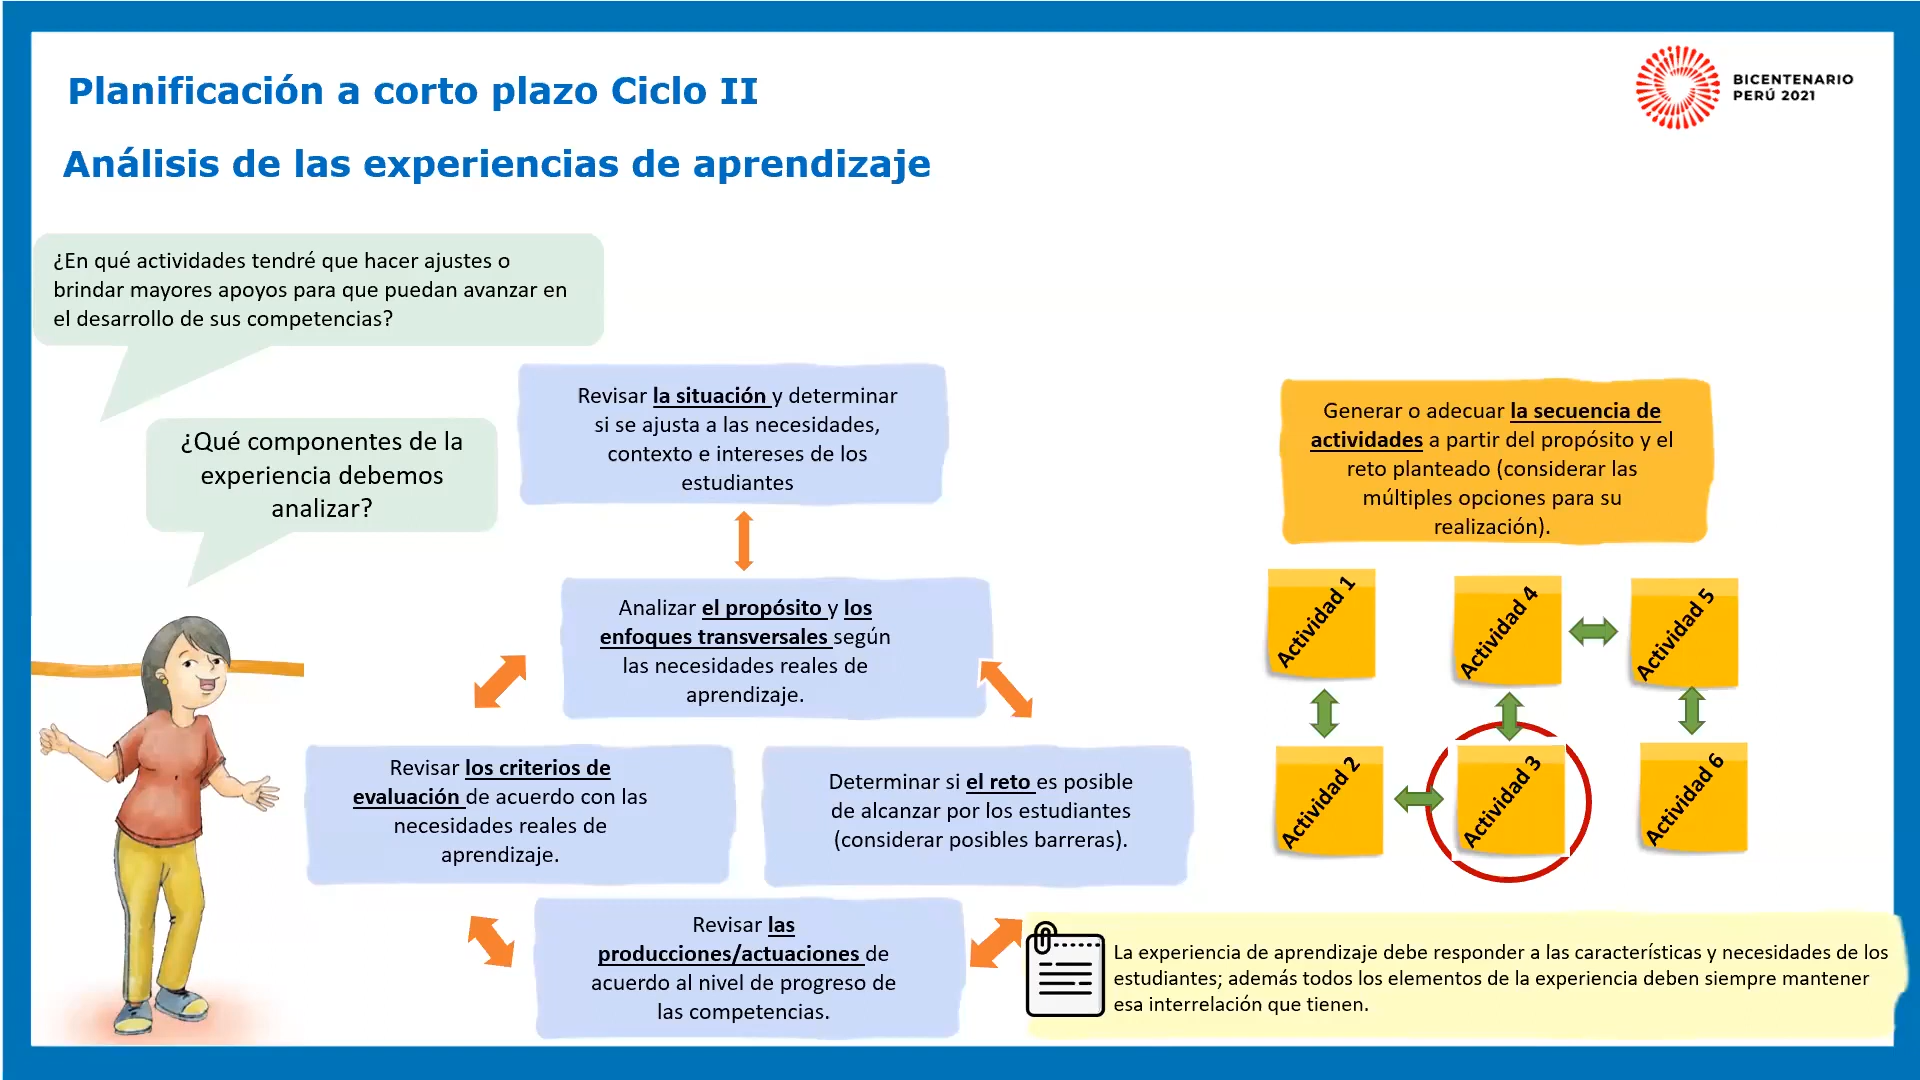 Planificación a corto plazo Ciclo II
Análisis de las experiencias de aprendizaje
BICENTENARIO
PERÚ 2021
¿En qué actividades tendré que hacer ajustes o
brindar mayores apoyos para que puedan avanzar en
el desarrollo de sus competencias?
¿Qué componentes de la
experiencia debemos
analizar?
Revisar la situación y determinar
si se ajusta a las necesidades,
contexto e intereses de los
estudiantes
Analizar el propósito y los
enfoques transversales según
las necesidades reales de
aprendizaje.
Revisar los criterios de
evaluación de acuerdo con las
necesidades reales de
aprendizaje.
Determinar si el reto es posible
de alcanzar por los estudiantes
(considerar posibles barreras).
Revisar las
producciones/actuaciones de
acuerdo al nivel de progreso de
las competencias.
Generar o adecuar la secuencia de
actividades a partir del propósito y el
reto planteado (considerar las
múltiples opciones para su
realización).
Actividad 1
Actividad 4
Actividad 5
Actividad 2
Actividad 3
Actividad 6
La experiencia de aprendizaje debe responder a las características y necesidades de los
estudiantes; además todos los elementos de la experiencia deben siempre mantener
esa interrelación que tienen.